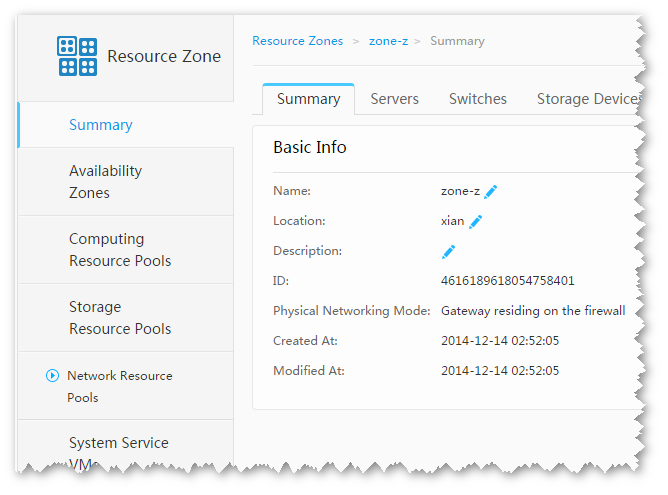 Resource Zone
Summary
Availability
Zones
Computing
Resource Pools
Storage
Resource Pools
Network Resource
Pools
System Service
VMs
Resource Zones > zone-z > Summary
Summary Servers Switches Storage Device
Basic Info
Name: zone-z
Location: xian
Description:
ID: 4616189618054758401
Physical Networking Mode: Gateway residing on the firewall
Created At: 2014-12-14 02:52:05
Modified At: 2014-12-14 02:52:05